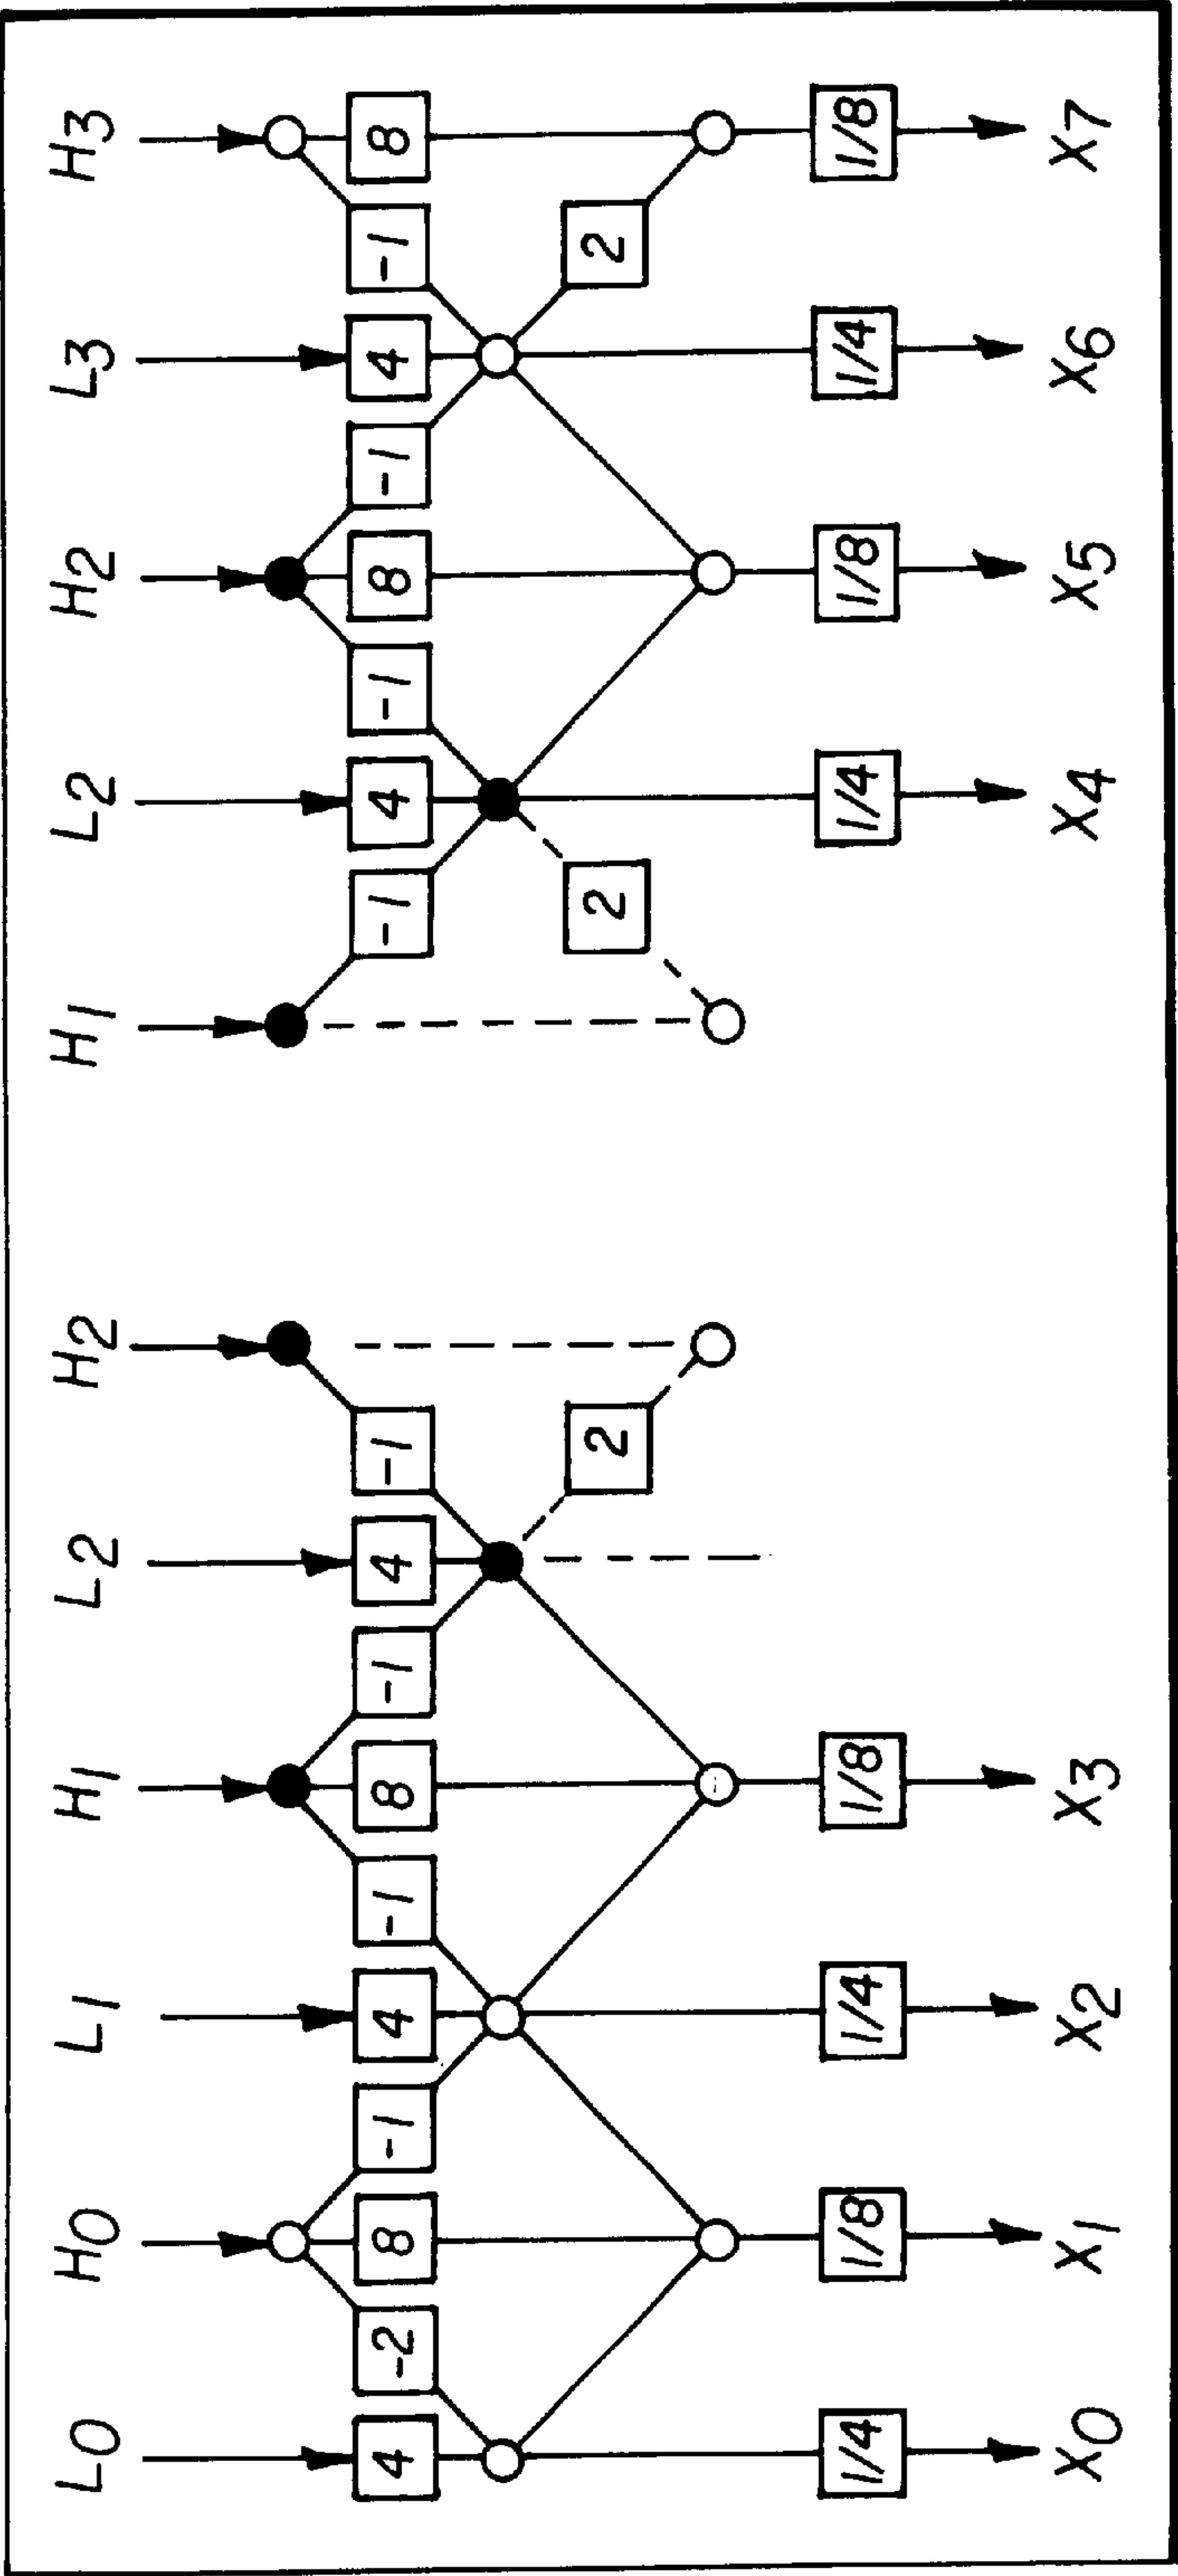 L0 H0 L1 H1 L2 H2 H1 L2 H2 L3 H3
4 -2 8 -1 4 -1 8 -1 4 -1 -1 4 -1 8 -1 4 -1 8
2 2 2
1/4 1/8 1/4 1/8 1/4 1/8 1/4 1/8
X0 X1 X2 X3 X4 X5 X6 X7